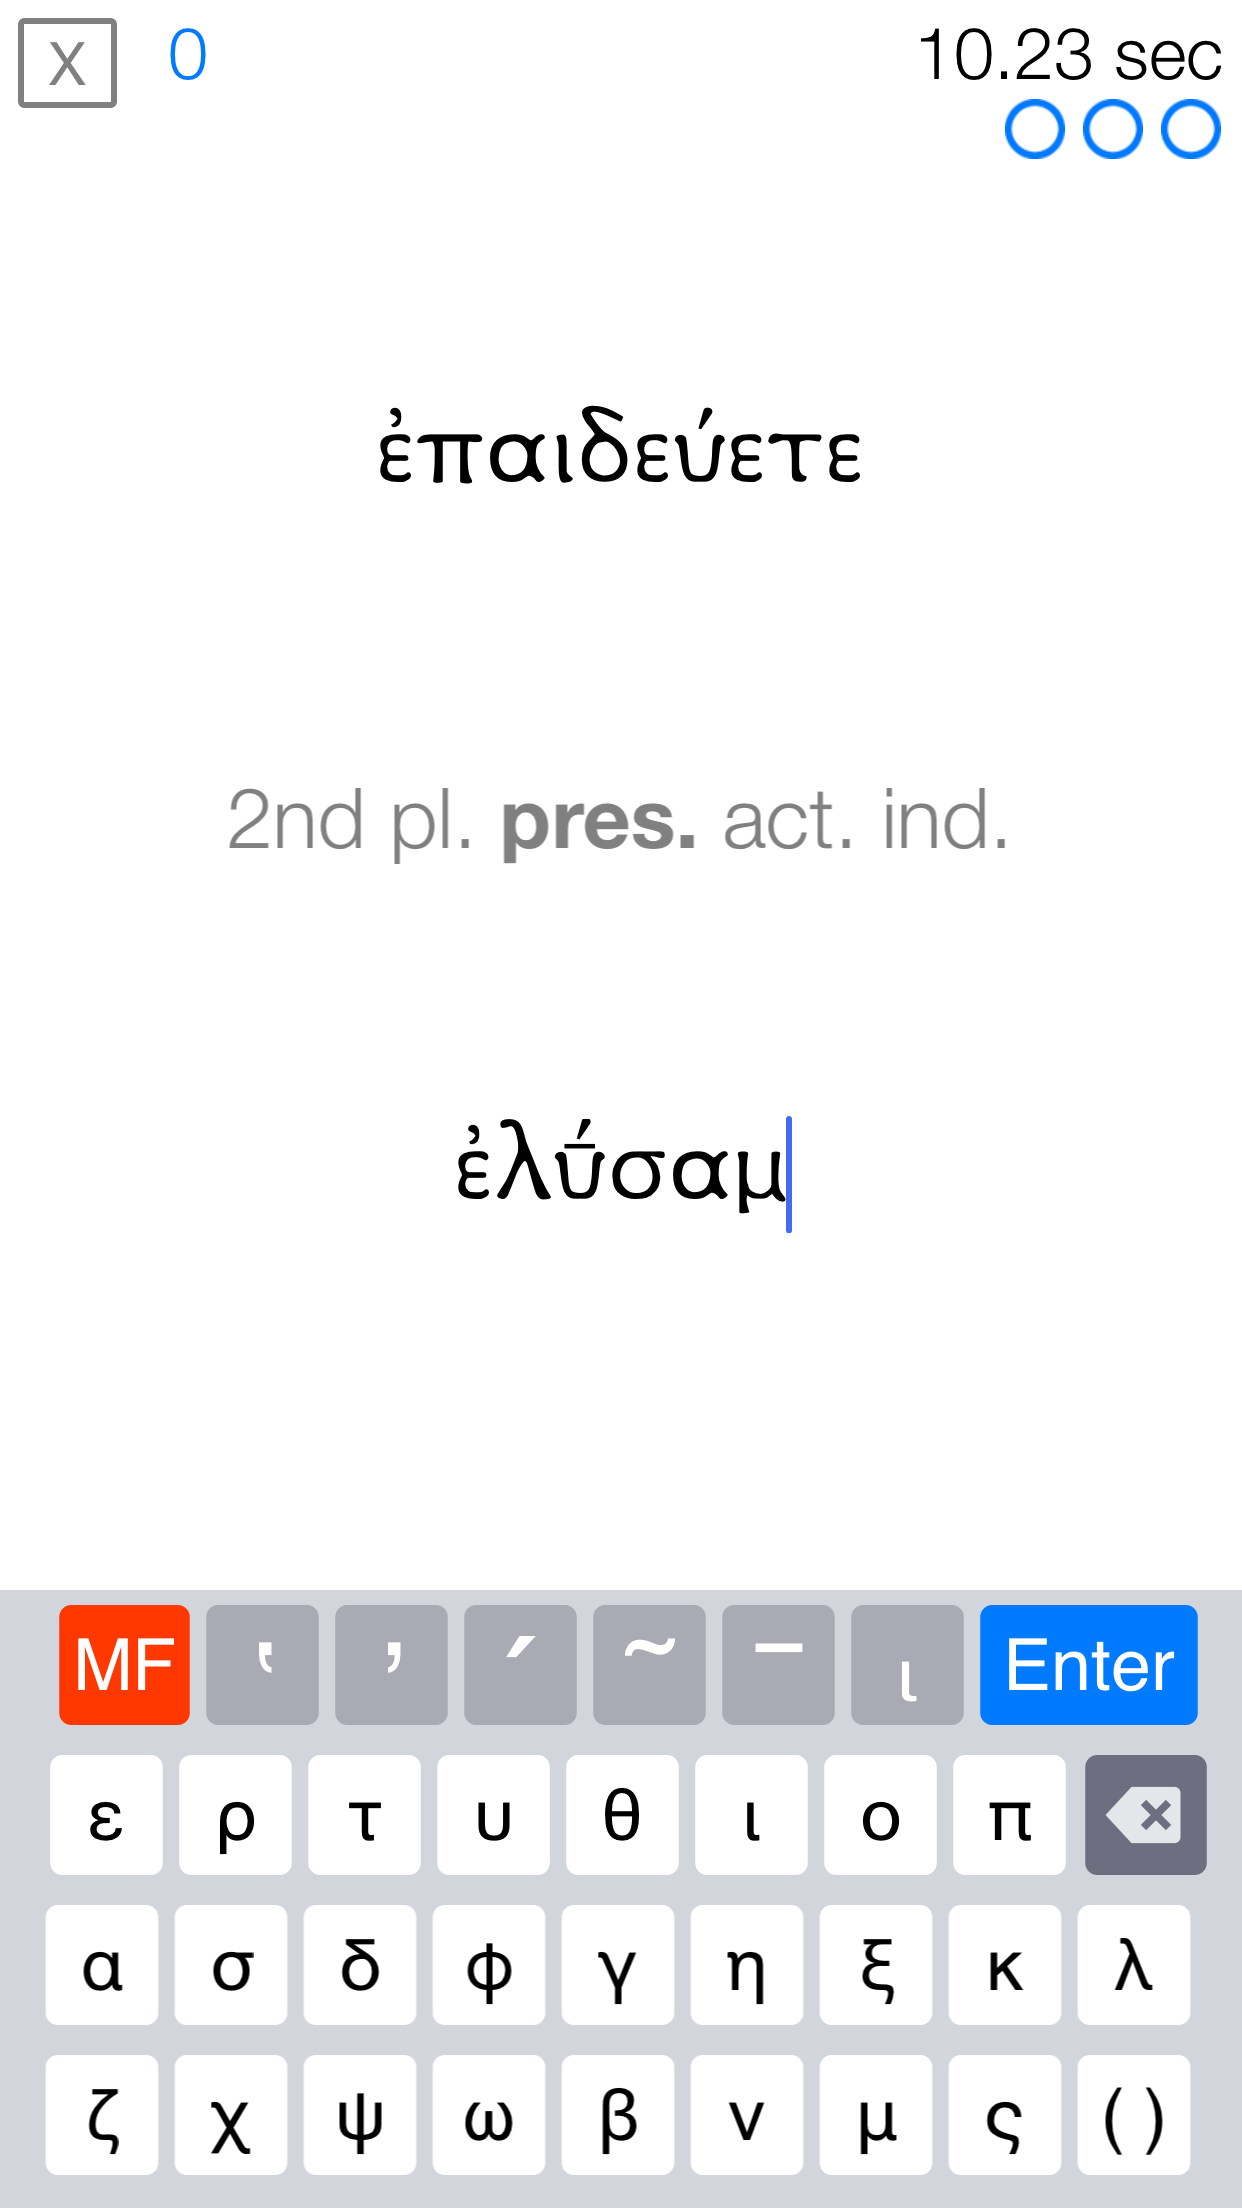 X 0 10.23 sec
ἐπαιδεύετε
2nd pl. pres. act. ind.
ἐλῡ́σαμ
MF ʽ ʼ ´ ~ ¯ ͺ Enter
ε ρ τ υ θ ι ο π
α σ δ φ γ η ξ κ λ
ζ χ ψ ω β ν μ ς ( )